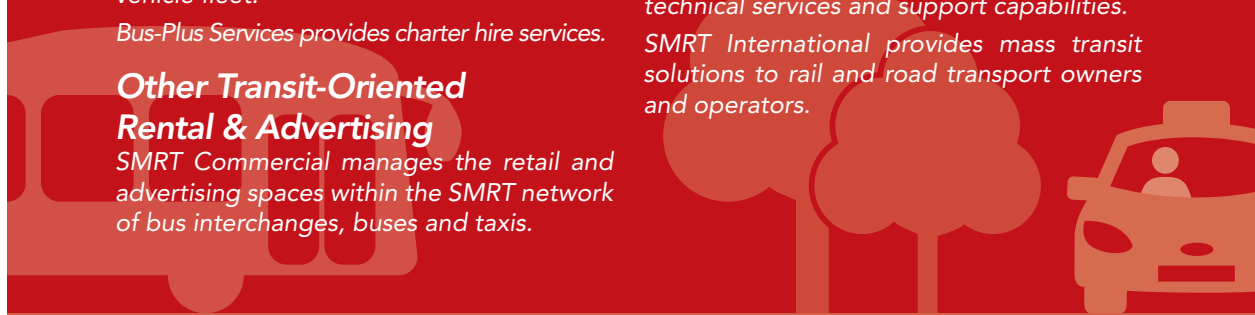 vehicle fleet.
Bus-Plus Services provides charter hire services.
Other Transit-Oriented
Rental & Advertising
SMRT Commercial manages the retail and
advertising spaces within the SMRT network
of bus interchanges, buses and taxis.
technical services and support capabilities.
SMRT International provides mass transit
solutions to rail and road transport owners
and operators.